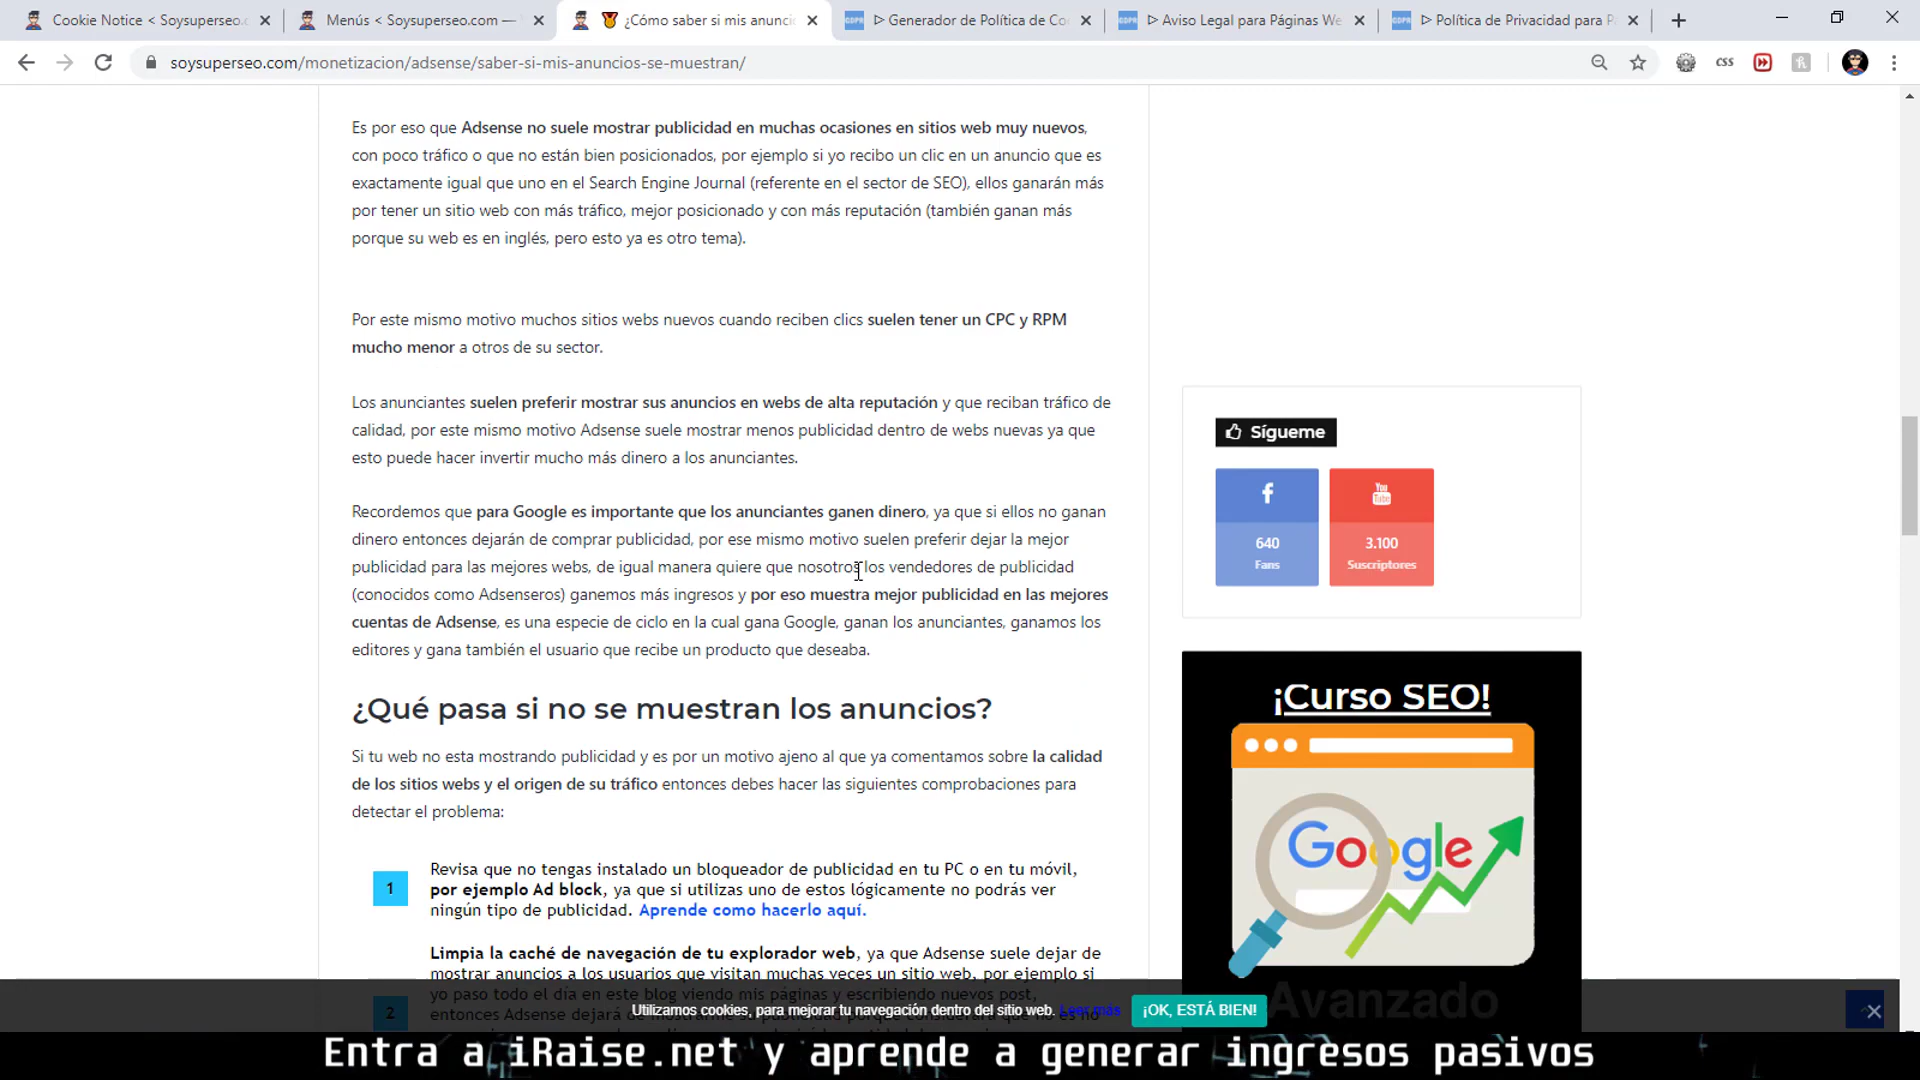 Cookie Notice < Soysuperseo.c
Menús < Soysuperseo.com —
¿Cómo saber si mis anunci
▷ Generador de Política de Co
▷ Aviso Legal para Páginas We
▷ Política de Privacidad para P
soysuperseo.com/monetizacion/adsense/saber-si-mis-anuncios-se-muestran/
CSS
Es por eso que Adsense no suele mostrar publicidad en muchas ocasiones en sitios web muy nuevos,
con poco tráfico o que no están bien posicionados, por ejemplo si yo recibo un clic en un anuncio que es
exactamente igual que uno en el Search Engine Journal (referente en el sector de SEO), ellos ganarán más
por tener un sitio web con más tráfico, mejor posicionado y con más reputación (también ganan más
porque su web es en inglés, pero esto ya es otro tema).
Por este mismo motivo muchos sitios webs nuevos cuando reciben clics suelen tener un CPC y RPM
mucho menor a otros de su sector.
Los anunciantes suelen preferir mostrar sus anuncios en webs de alta reputación y que reciban tráfico de
calidad, por este mismo motivo Adsense suele mostrar menos publicidad dentro de webs nuevas ya que
esto puede hacer invertir mucho más dinero a los anunciantes.
Recordemos que para Google es importante que los anunciantes ganen dinero, ya que si ellos no ganan
dinero entonces dejarán de comprar publicidad, por ese mismo motivo suelen preferir dejar la mejor
publicidad para las mejores webs, de igual manera quiere que nosotros los vendedores de publicidad
(conocidos como Adsenseros) ganemos más ingresos y por eso muestra mejor publicidad en las mejores
cuentas de Adsense, es una especie de ciclo en la cual gana Google, ganan los anunciantes, ganamos los
editores y gana también el usuario que recibe un producto que deseaba.
¿Qué pasa si no se muestran los anuncios?
Si tu web no esta mostrando publicidad y es por un motivo ajeno al que ya comentamos sobre la calidad
de los sitios webs y el origen de su tráfico entonces debes hacer las siguientes comprobaciones para
detectar el problema:
1
Revisa que no tengas instalado un bloqueador de publicidad en tu PC o en tu móvil,
por ejemplo Ad block, ya que si utilizas uno de estos lógicamente no podrás ver
ningún tipo de publicidad. Aprende como hacerlo aquí.
2
Limpia la caché de navegación de tu explorador web, ya que Adsense suele dejar de
mostrar anuncios a los usuarios que visitan muchas veces un sitio web, por ejemplo si
yo paso todo el día en este blog viendo mis páginas y escribiendo nuevos post,
entonces Adsense dejará de
Sígueme
640
Fans
You Tube
3.100
Suscriptores
¡Curso SEO!
Google
Avanzado
Utilizamos cookies, para mejorar tu navegación dentro del sitio web. Leer más
¡OK, ESTÁ BIEN!
Entra a iRaise.net y aprende a generar ingresos pasivos